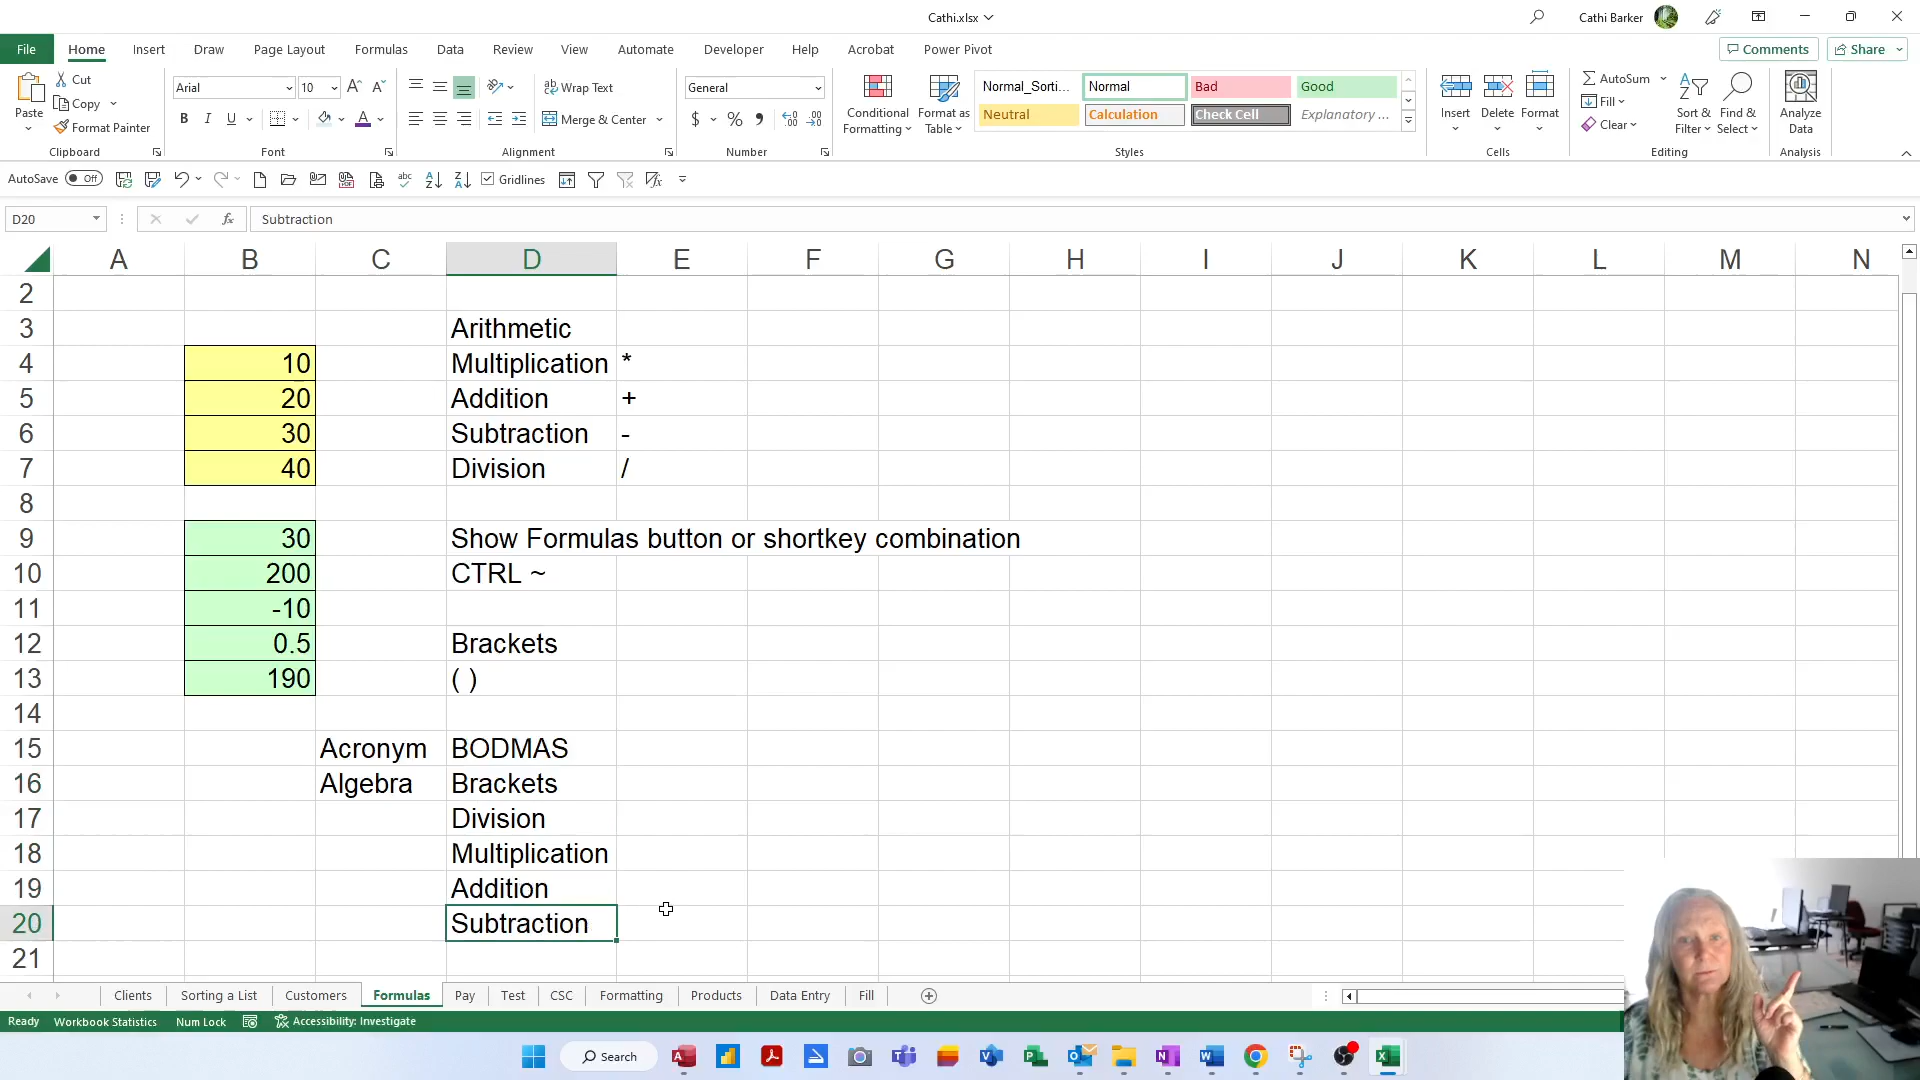 Cathi.xlsx
Cathi Barker
File Home Insert Draw Page Layout Formulas Data Review View Automate Developer Help Acrobat Power Pivot Comments Share
Paste
Cut
Copy
Format Painter
Clipboard
Arial 10
B I U A
Font
Wrap Text
Merge & Center
Alignment
General
$ % 9
Number
Conditional Formatting
Format as Table
Normal_Sorti... Normal Bad Good
Neutral Calculation Check Cell Explanatory ...
Styles
Insert Delete Format
Cells
AutoSum
Fill
Clear
Sort & Filter
Find & Select
Editing
Analyze Data
Analysis
AutoSave Off abc Gridlines
D20 fx Subtraction
A B C D E F G H I J K L M N
2
3 Arithmetic
4 10 Multiplication *
5 20 Addition +
6 30 Subtraction -
7 40 Division /
8
9 30 Show Formulas button or shortkey combination
10 200 CTRL ~
11 -10
12 0.5 Brackets
13 190 ( )
14
15 Acronym BODMAS
16 Algebra Brackets
17 Division
18 Multiplication
19 Addition
20 Subtraction
21
Clients Sorting a List Customers Formulas Pay Test CSC Formatting Products Data Entry Fill
Ready Workbook Statistics Num Lock Accessibility: Investigate
Search